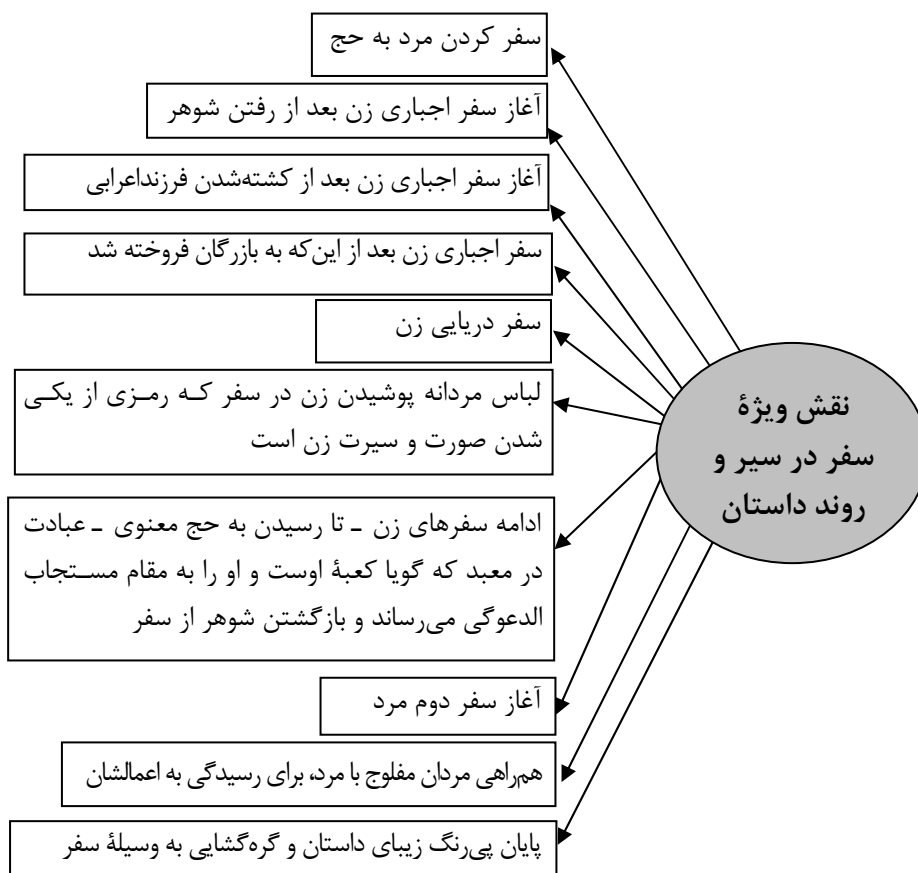 سفر کردن مرد به حج
آغاز سفر اجباری زن بعد از رفتن شوهر
آغاز سفر اجباری زن بعد از کشته‌شدن فرزنداعرابی
سفر اجباری زن بعد از این‌که به بازرگان فروخته شد
سفر دریایی زن
لباس مردانه پوشیدن زن در سفر که رمزی از یکی
شدن صورت و سیرت زن است
ادامه سفرهای زن ـ تا رسیدن به حج معنوی ـ عبادت
در معبد که گویا کعبهٔ اوست و او را به مقام مستجاب
الدعوگی می‌رساند و بازگشتن شوهر از سفر
آغاز سفر دوم مرد
هم‌راهی مردان مفلوج با مرد، برای رسیدگی به اعمالشان
پایان پی‌رنگ زیبای داستان و گره‌گشایی به وسیلهٔ سفر
نقش ویژهٔ
سفر در سیر و
روند داستان